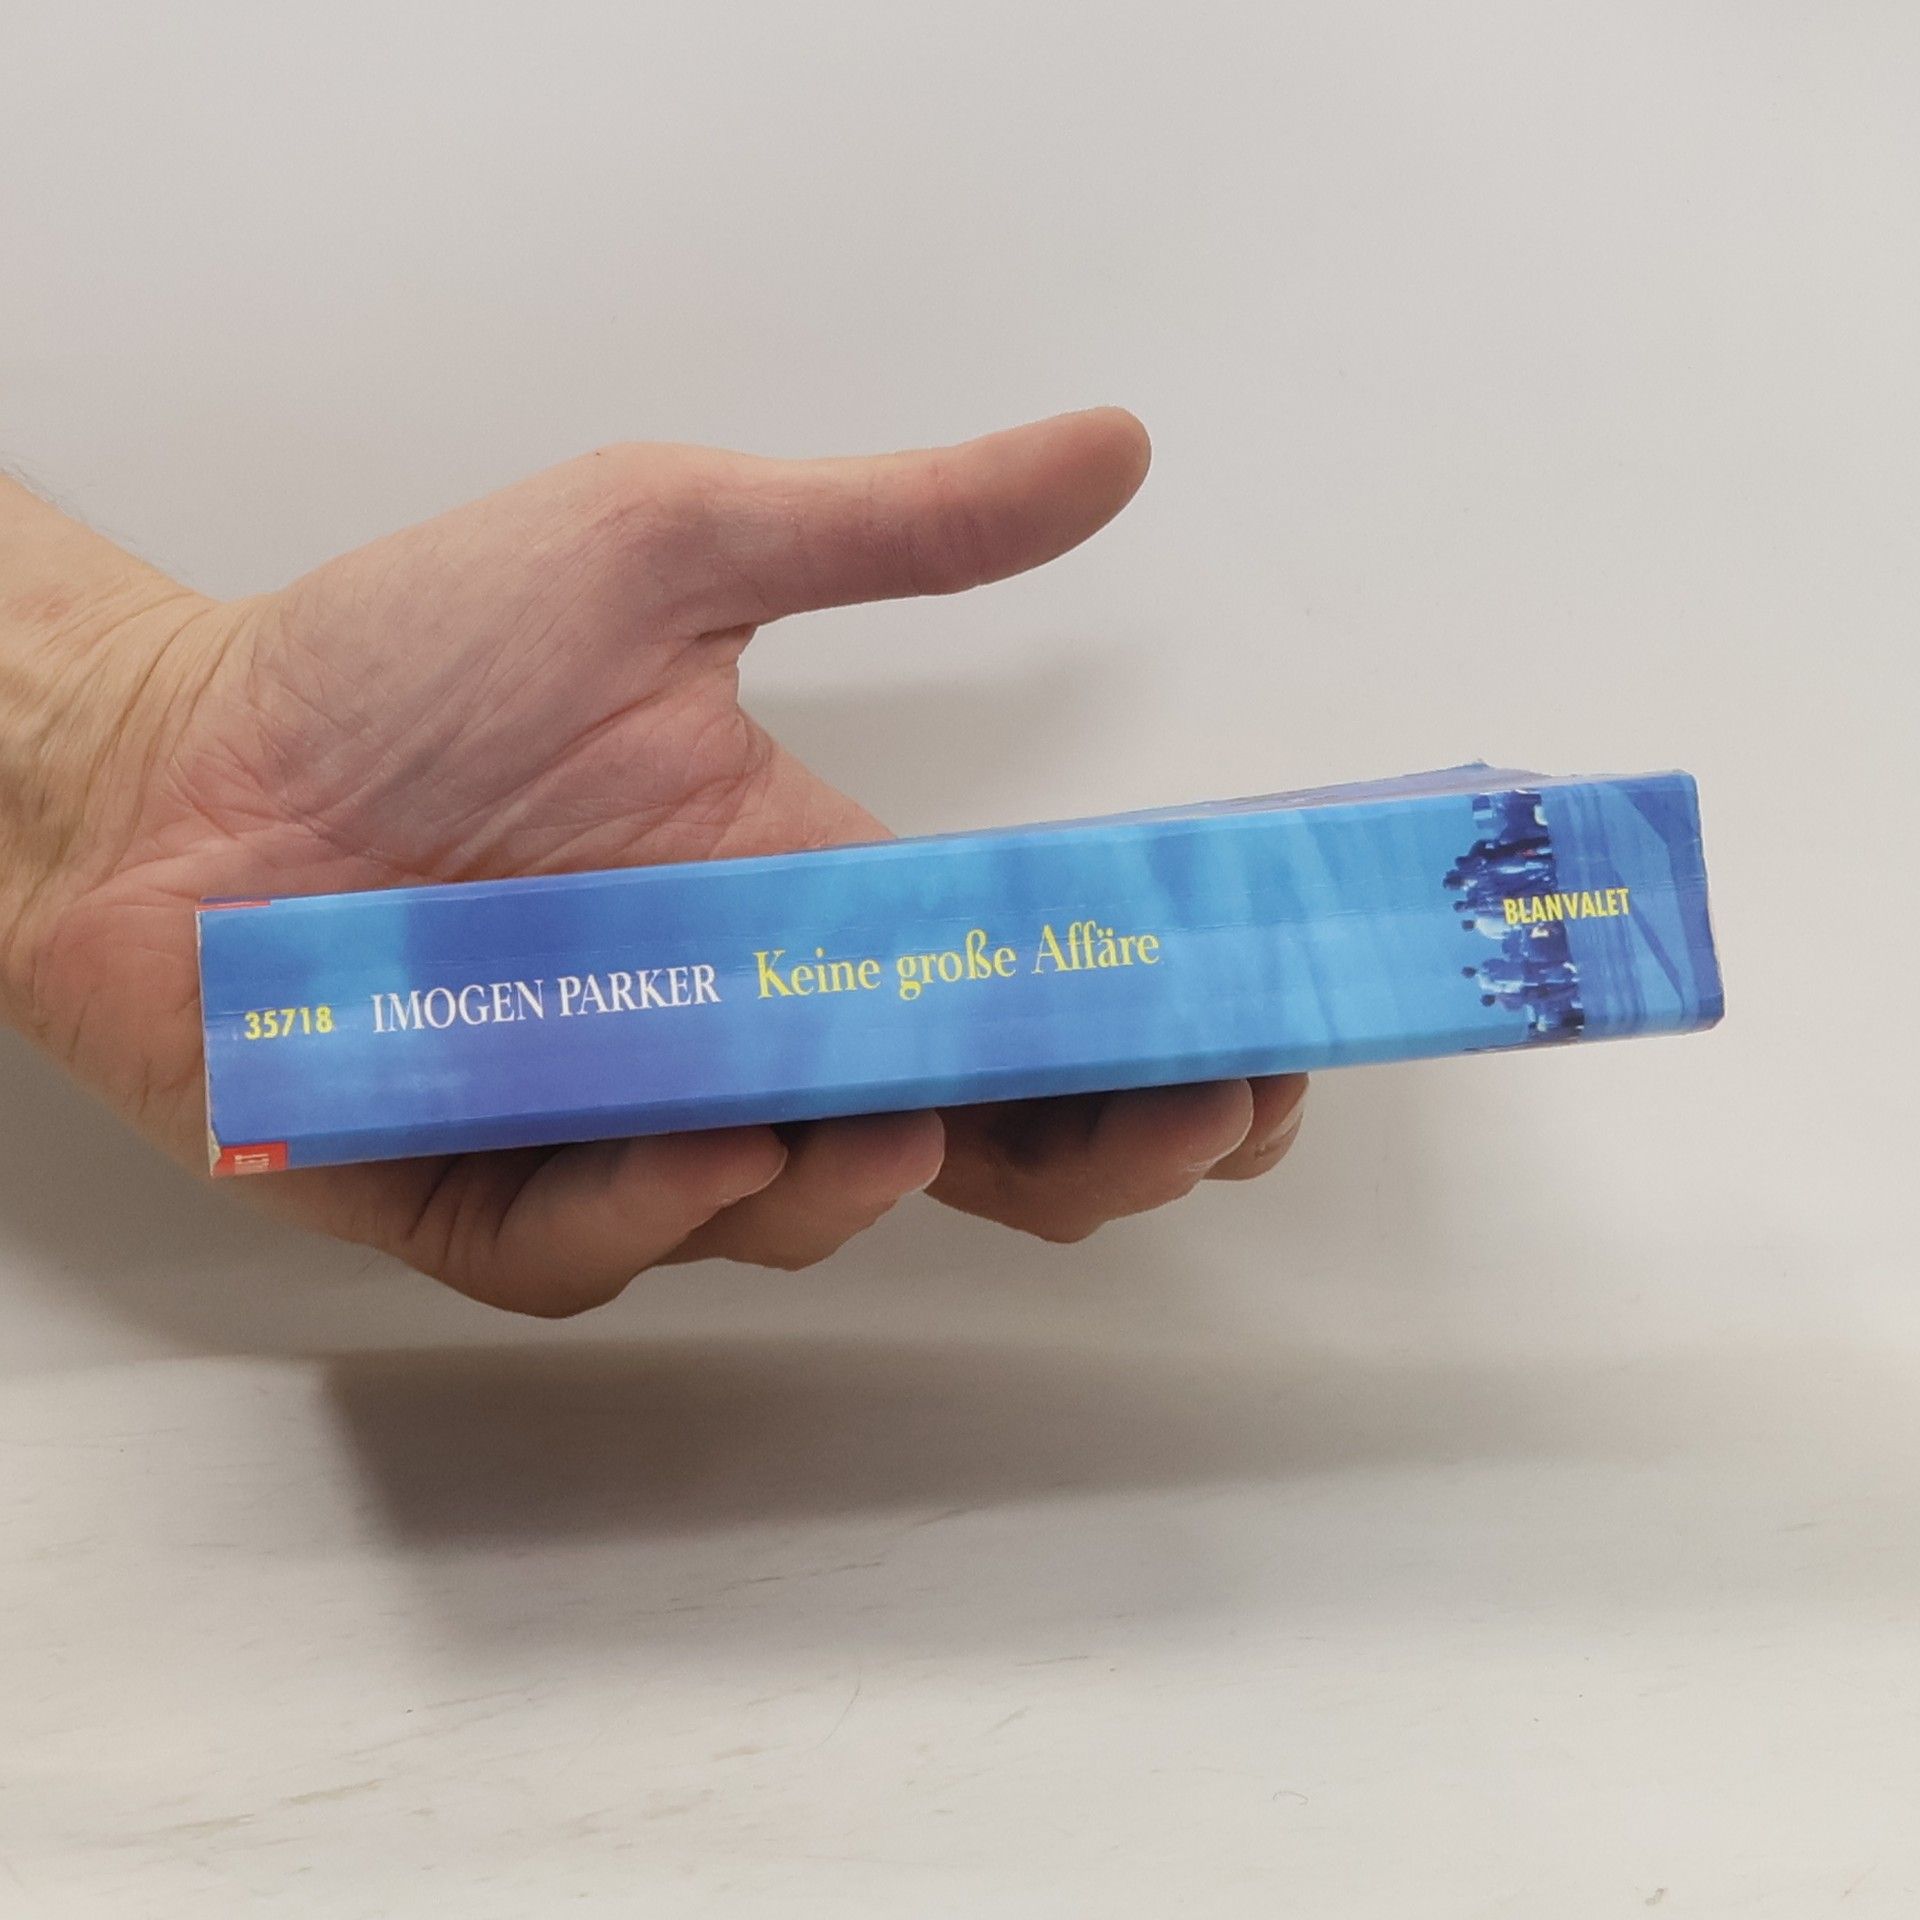 35718 IMOGEN PARKER Keine große Affäre BLANVALET